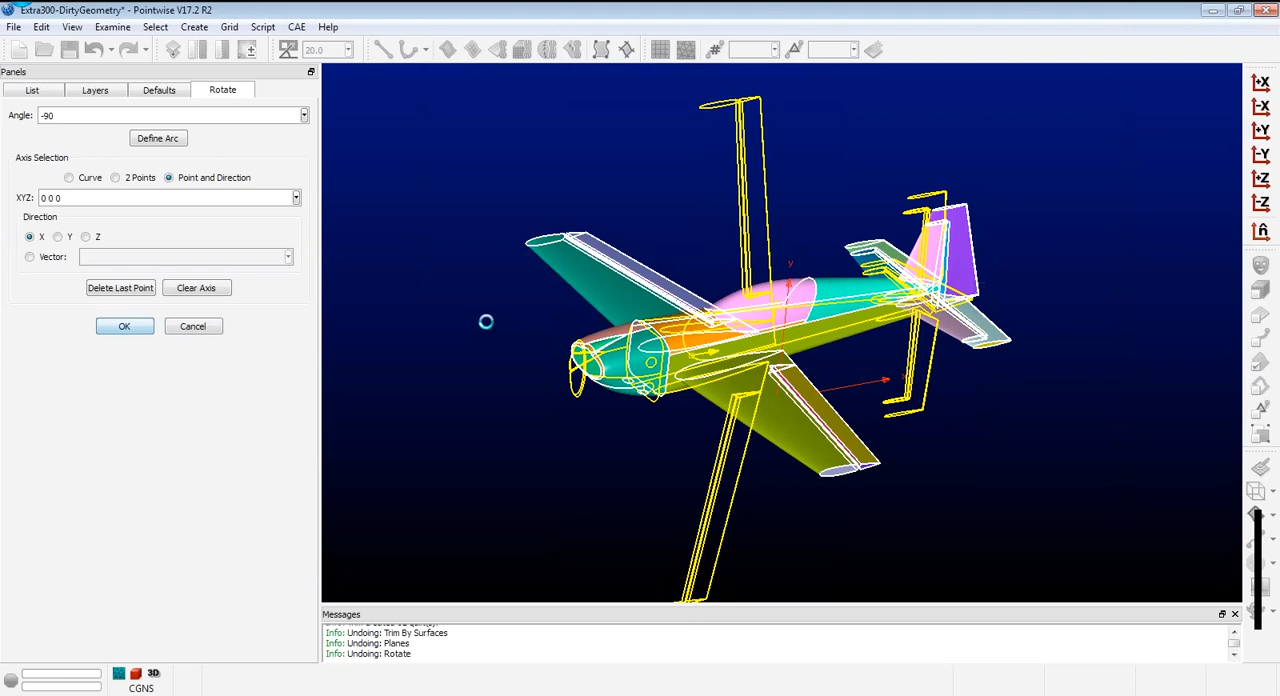 Extra300-DirtyGeometry* - Pointwise V17.2 R2
File Edit View Examine Select Create Grid Script CAE Help
20.0
Panels
List Layers Defaults Rotate
Angle: -90
Define Arc
Axis Selection
Curve 2 Points Point and Direction
XYZ: 0 0 0
Direction
X Y Z
Vector:
Delete Last Point Clear Axis
OK Cancel
y
+X
-X
+Y
-Y
+Z
-Z
n
Messages
Info: Undoing: Trim By Surfaces
Info: Undoing: Planes
Info: Undoing: Rotate
3D
CGNS